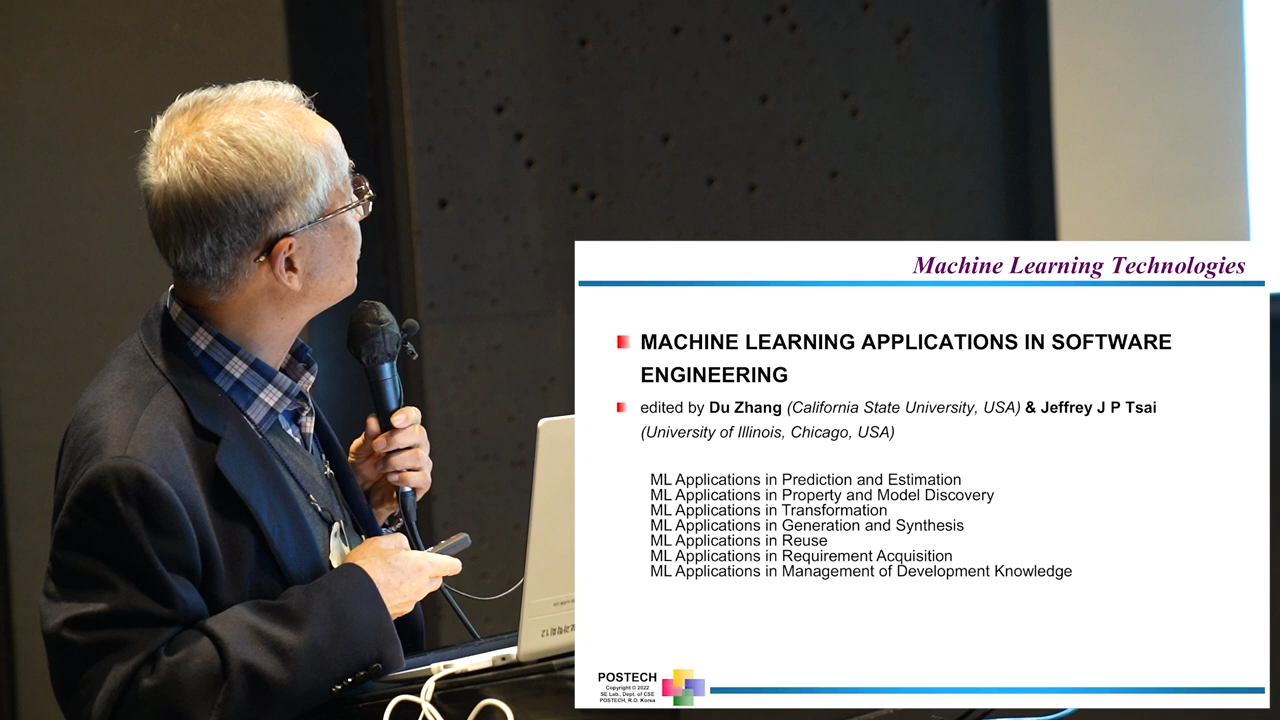 Machine Learning Technologies
MACHINE LEARNING APPLICATIONS IN SOFTWARE
ENGINEERING
edited by Du Zhang (California State University, USA) & Jeffrey J P Tsai
(University of Illinois, Chicago, USA)
ML Applications in Prediction and Estimation
ML Applications in Property and Model Discovery
ML Applications in Transformation
ML Applications in Generation and Synthesis
ML Applications in Reuse
ML Applications in Requirement Acquisition
ML Applications in Management of Development Knowledge
POSTECH
Copyright © 2022
SE Lab., Dept. of CSE
POSTECH, R.O. Korea